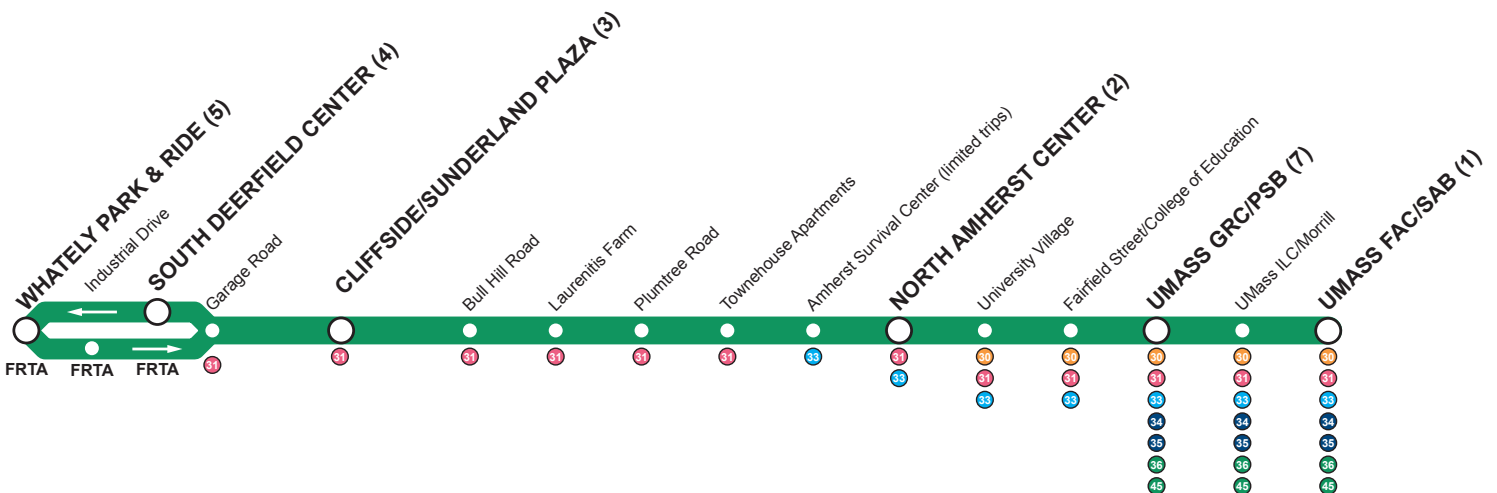 WHATELY PARK & RIDE (5)
Industrial Drive
SOUTH DEERFIELD CENTER (4)
Garage Road
CLIFFSIDE/SUNDERLAND PLAZA (3)
Bull Hill Road
Laurenitis Farm
Plumtree Road
Townehouse Apartments
Amherst Survival Center (limited trips)
NORTH AMHERST CENTER (2)
University Village
Fairfield Street/College of Education
UMASS GRC/PSB (7)
UMass ILC/Morrill
UMASS FAC/SAB (1)
FRTA FRTA FRTA 31 31 31 31 31 31 33 31 30 30 30 30 30
33 31 31 31 31 31
33 33 33 33 33
34 34 34
35 35 35
36 36 36
45 45 45